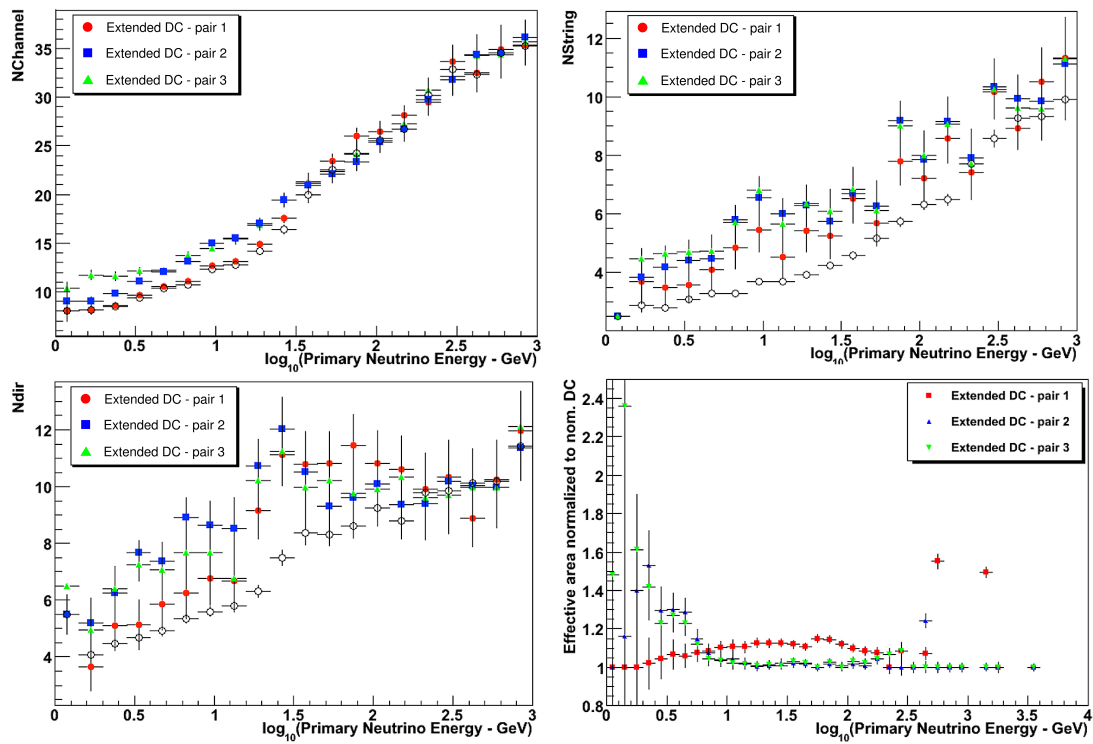 NChannel
Extended DC - pair 1
Extended DC - pair 2
Extended DC - pair 3
35
30
25
20
15
10
0 0.5 1 1.5 2 2.5 3
log10(Primary Neutrino Energy - GeV)
NString
Extended DC - pair 1
Extended DC - pair 2
Extended DC - pair 3
12
10
8
6
4
0 0.5 1 1.5 2 2.5 3
log10(Primary Neutrino Energy - GeV)
Ndir
Extended DC - pair 1
Extended DC - pair 2
Extended DC - pair 3
12
10
8
6
4
0 0.5 1 1.5 2 2.5 3
log10(Primary Neutrino Energy - GeV)
Effective area normalized to nom. DC
Extended DC - pair 1
Extended DC - pair 2
Extended DC - pair 3
2.4
2.2
2
1.8
1.6
1.4
1.2
1
0.8
0 0.5 1 1.5 2 2.5 3 3.5 4
log10(Primary Neutrino Energy - GeV)